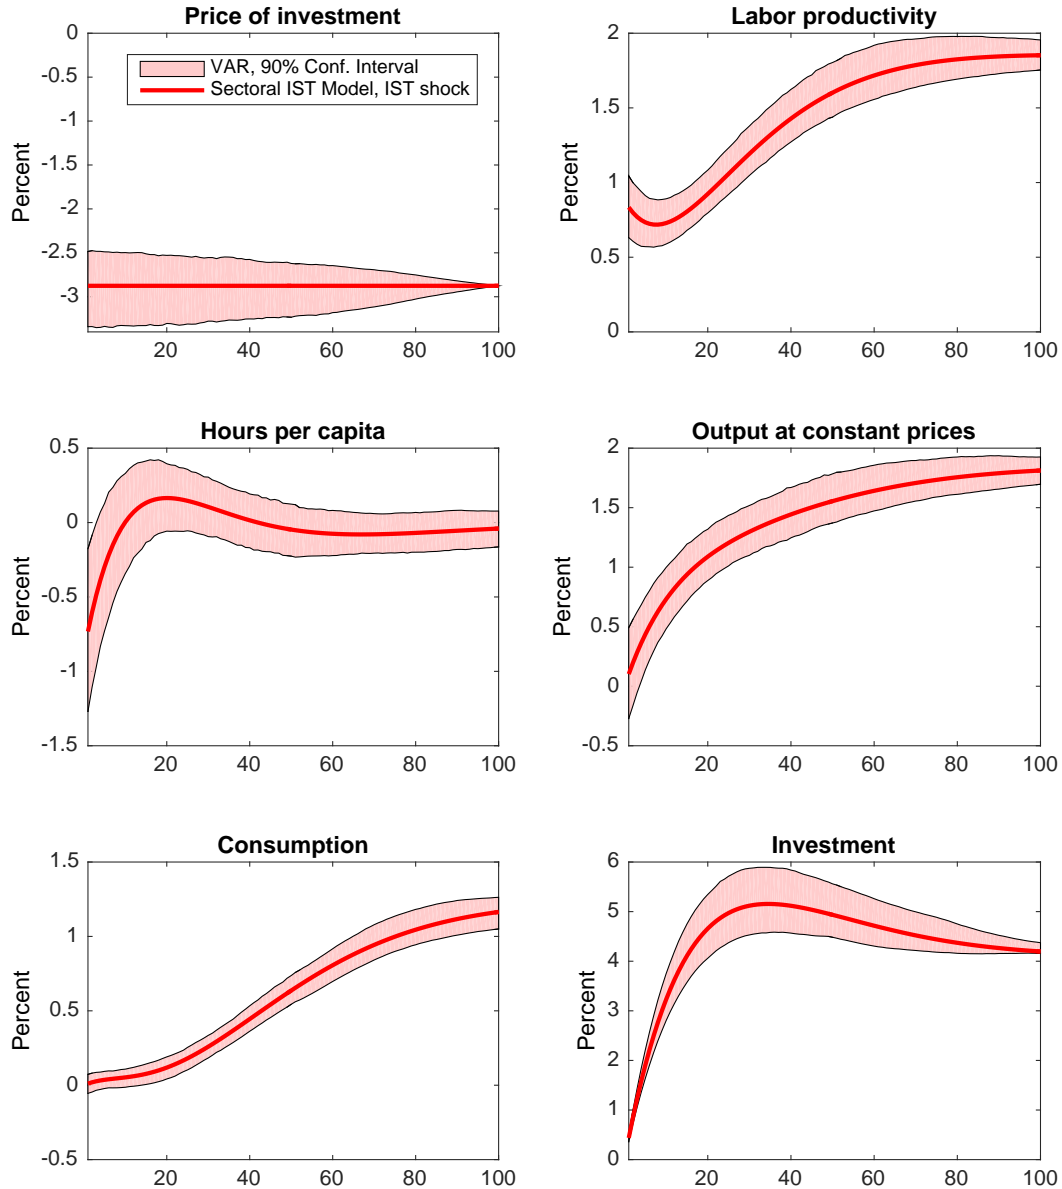 Price of investment
0
-0.5
-1
-1.5
-2
-2.5
-3
Percent
VAR, 90% Conf. Interval
Sectoral IST Model, IST shock
20 40 60 80 100
Labor productivity
2
1.5
1
0.5
0
Percent
20 40 60 80 100
Hours per capita
0.5
0
-0.5
-1
-1.5
Percent
20 40 60 80 100
Output at constant prices
2
1.5
1
0.5
0
-0.5
Percent
20 40 60 80 100
Consumption
1.5
1
0.5
0
-0.5
Percent
20 40 60 80 100
Investment
6
5
4
3
2
1
0
Percent
20 40 60 80 100